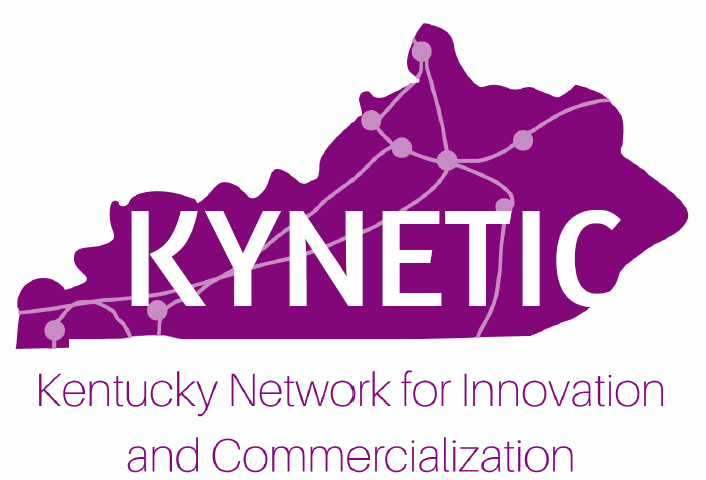 KYNETIC
Kentucky Network for Innovation
and Commercialization